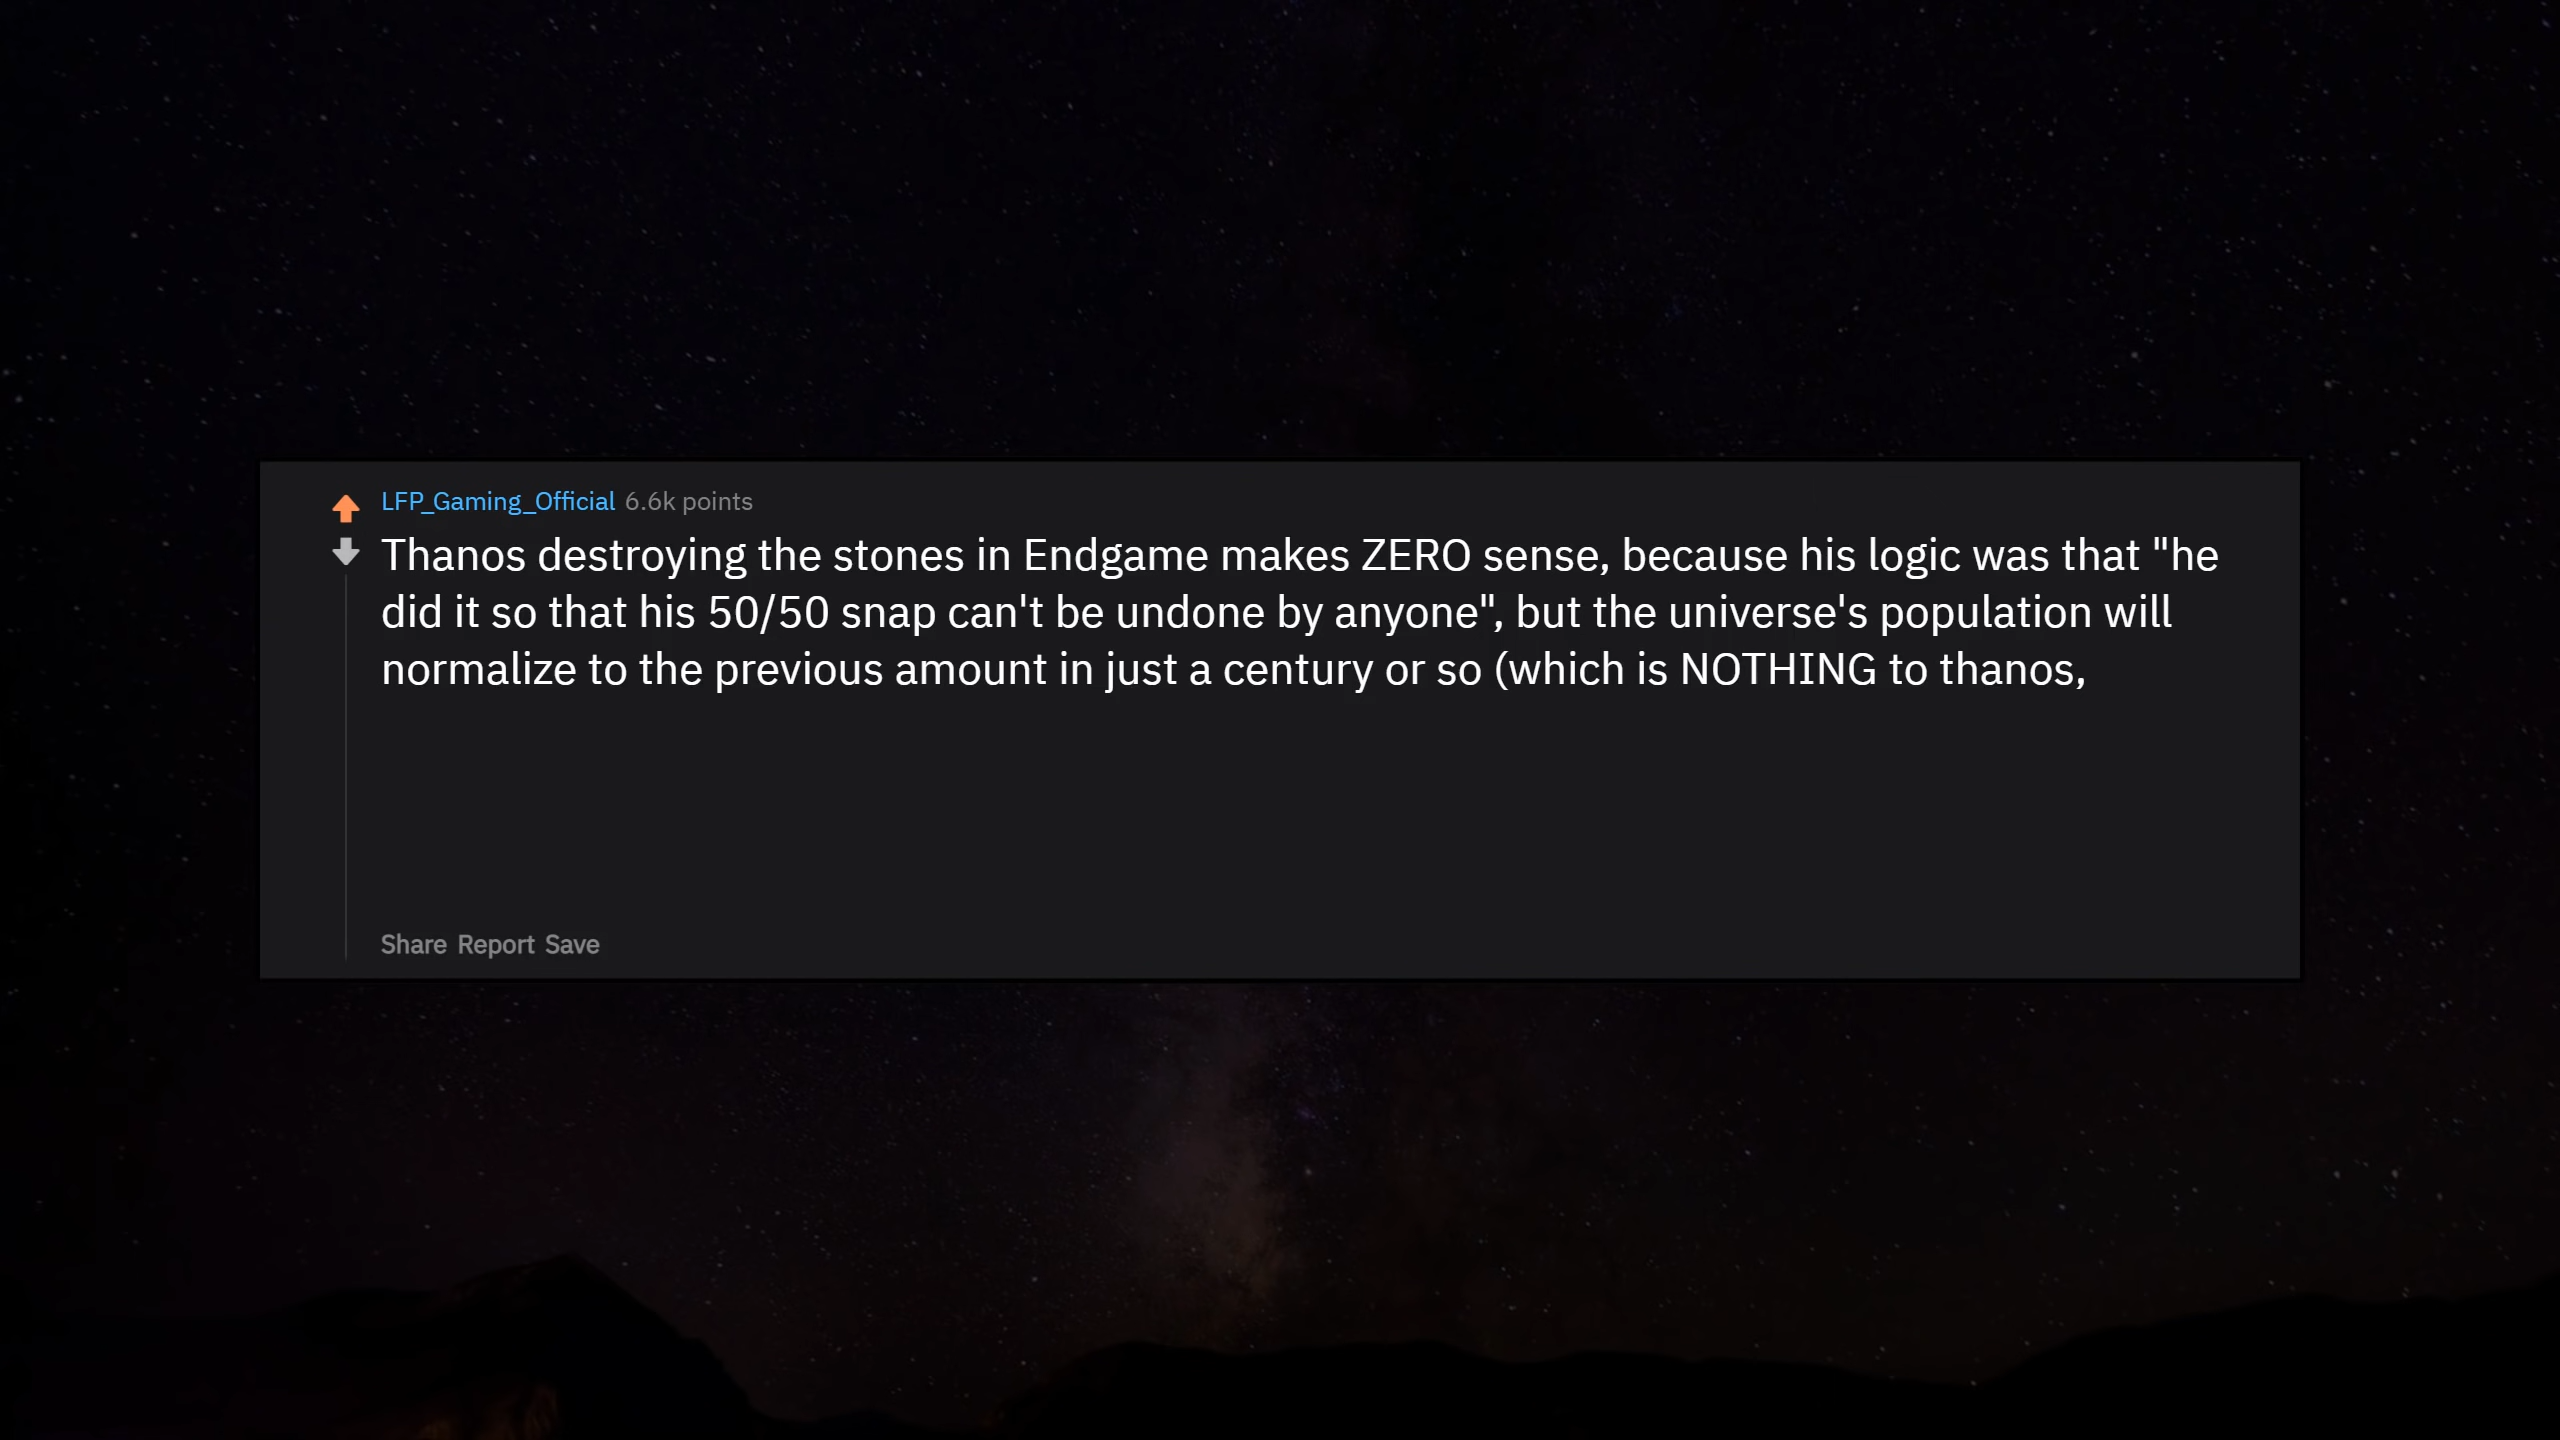 LFP_Gaming_Official 6.6k points
Thanos destroying the stones in Endgame makes ZERO sense, because his logic was that "he
did it so that his 50/50 snap can't be undone by anyone", but the universe's population will
normalize to the previous amount in just a century or so (which is NOTHING to thanos,
Share Report Save